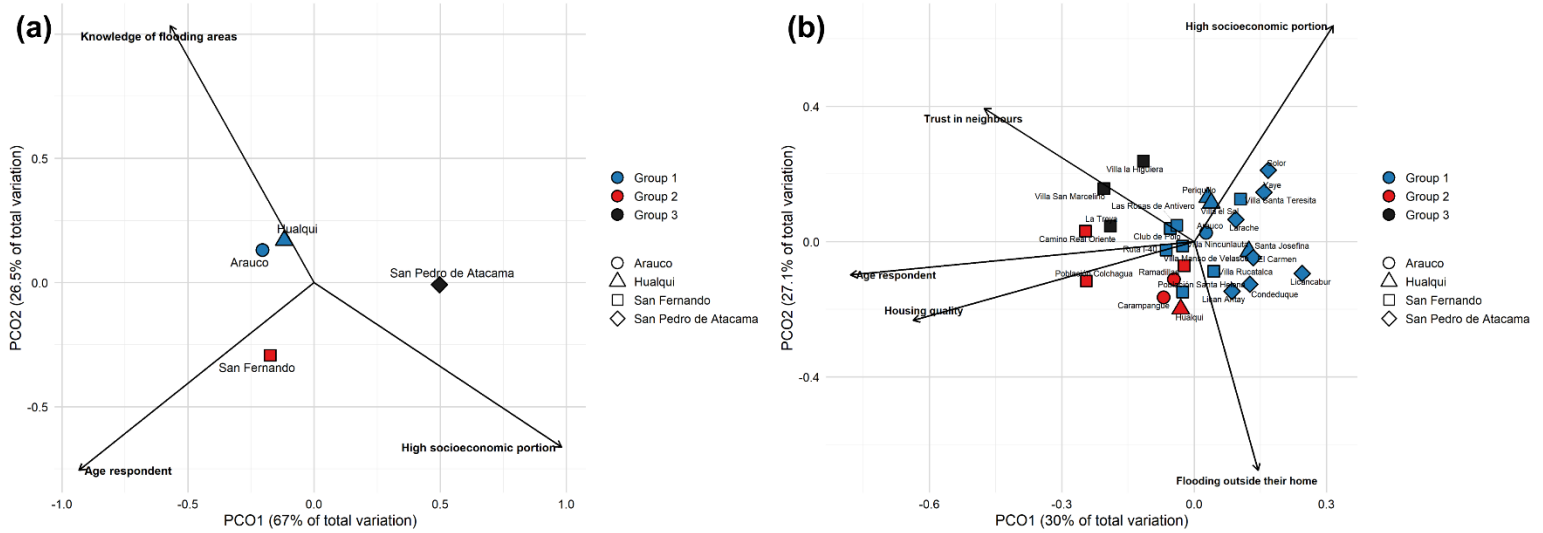 (a)
Knowledge of flooding areas
Hualqui
Arauco
San Pedro de Atacama
San Fernando
High socioeconomic portion
Age respondent
0.5
0.0
-0.5
-1.0
-0.5
0.0
0.5
1.0
PCO2 (26.5% of total variation)
PCO1 (67% of total variation)
Group 1
Group 2
Group 3
Arauco
Hualqui
San Fernando
San Pedro de Atacama
(b)
High socioeconomic portion
Trust in neighbours
Villa la Higuera
Solor
Yaye
Villa San Marcelino
Periquillo
Villa Santa Teresita
Las Rosas de Antivero
Villa el Sol
La Troya
Arauco
Larache
Camino Real Oriente
Club de Polo
Ruta I-40
Villa Nincunlauta
Santa Josefina
Villa Manso de Velasco
El Carmen
Age respondent
Población Colchagua
Ramadillas
Villa Rucatalca
Licancabur
Población Santa Helena
Lican Antay
Condeduque
Carampangue
Housing quality
Hualqui
Flooding outside their home
0.4
0.0
-0.4
-0.6
-0.3
0.0
0.3
PCO2 (27.1% of total variation)
PCO1 (30% of total variation)
Group 1
Group 2
Group 3
Arauco
Hualqui
San Fernando
San Pedro de Atacama